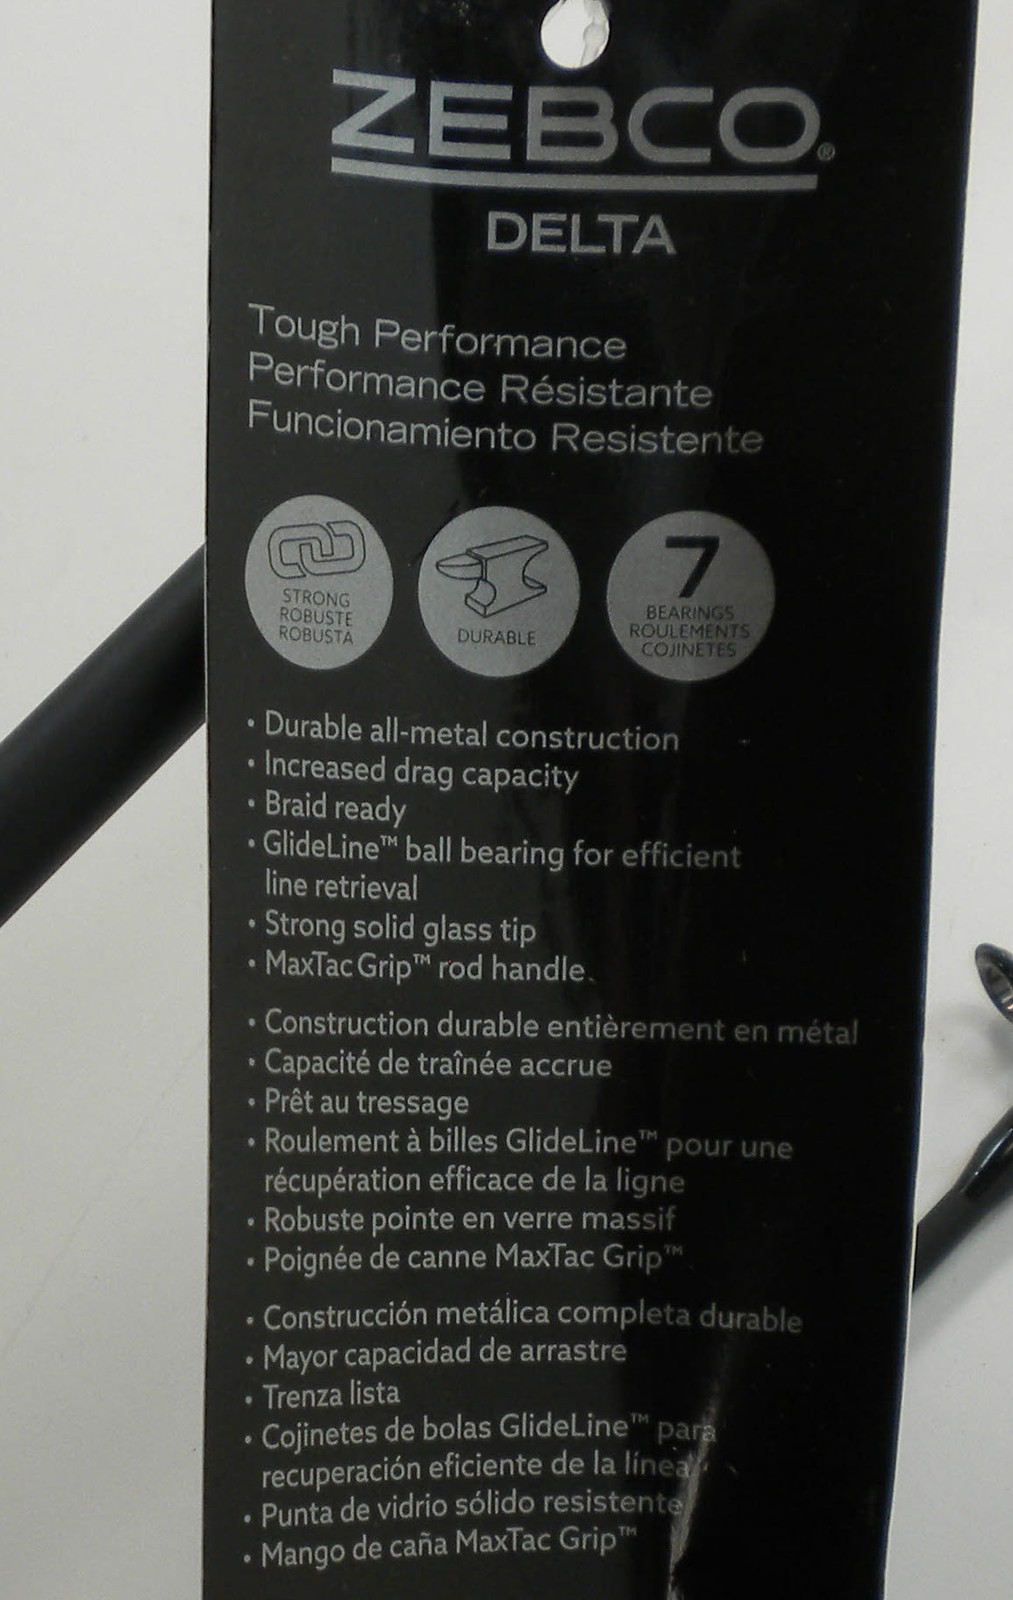 ZEBCO®
DELTA
Tough Performance
Performance Résistante
Funcionamiento Resistente
STRONG
ROBUSTE
ROBUSTA
DURABLE
7
BEARINGS
ROULEMENTS
COJINETES
• Durable all-metal construction
• Increased drag capacity
• Braid ready
• GlideLine™ ball bearing for efficient
line retrieval
• Strong solid glass tip
• MaxTac Grip™ rod handle
• Construction durable entièrement en métal
• Capacité de traînée accrue
• Prêt au tressage
• Roulement à billes GlideLine™ pour une
récupération efficace de la ligne
• Robuste pointe en verre massif
• Poignée de canne MaxTac Grip™
• Construcción metálica completa durable
• Mayor capacidad de arrastre
• Trenza lista
• Cojinetes de bolas GlideLine™ para
recuperación eficiente de la línea
• Punta de vidrio sólido resistente
• Mango de caña MaxTac Grip™